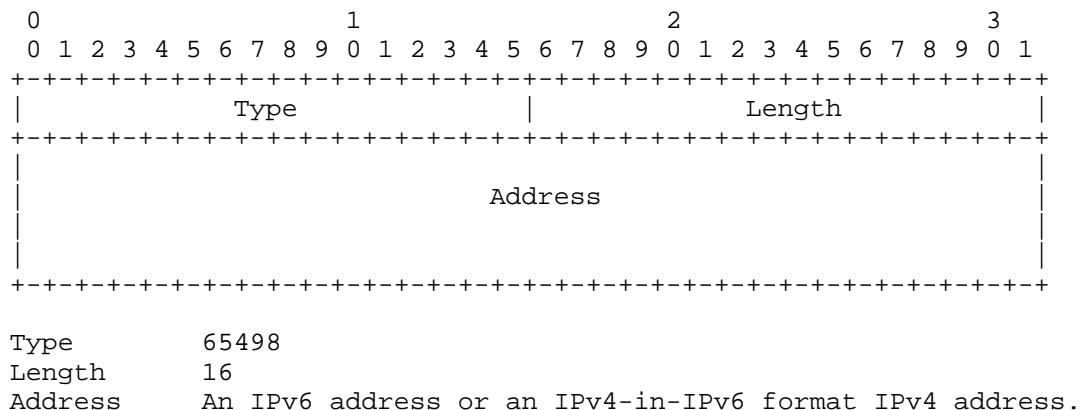 0                   1                   2                   3
 0 1 2 3 4 5 6 7 8 9 0 1 2 3 4 5 6 7 8 9 0 1 2 3 4 5 6 7 8 9 0 1
+-+-+-+-+-+-+-+-+-+-+-+-+-+-+-+-+-+-+-+-+-+-+-+-+-+-+-+-+-+-+-+-+
|             Type              |             Length            |
+-+-+-+-+-+-+-+-+-+-+-+-+-+-+-+-+-+-+-+-+-+-+-+-+-+-+-+-+-+-+-+-+
|                                                               |
|                             Address                           |
|                                                               |
|                                                               |
+-+-+-+-+-+-+-+-+-+-+-+-+-+-+-+-+-+-+-+-+-+-+-+-+-+-+-+-+-+-+-+-+
Type        65498
Length      16
Address     An IPv6 address or an IPv4-in-IPv6 format IPv4 address.